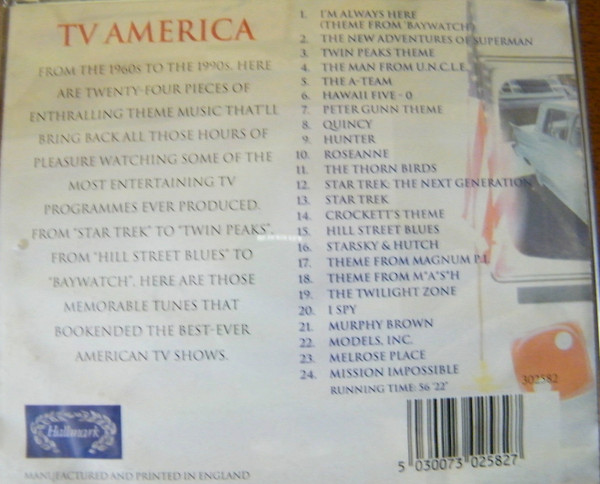 TV AMERICA
FROM THE 1960s TO THE 1990s, HERE
ARE TWENTY-FOUR PIECES OF
ENTHRALLING THEME MUSIC THAT'LL
BRING BACK ALL THOSE HOURS OF
PLEASURE WATCHING SOME OF THE
MOST ENTERTAINING TV
PROGRAMMES EVER PRODUCED.
FROM "STAR TREK" TO "TWIN PEAKS",
FROM "HILL STREET BLUES" TO
"BAYWATCH". HERE ARE THOSE
MEMORABLE TUNES THAT
BOOKENDED THE BEST-EVER
AMERICAN TV SHOWS.
1. I'M ALWAYS HERE
(THEME FROM 'BAYWATCH')
2. THE NEW ADVENTURES OF SUPERMAN
3. TWIN PEAKS THEME
4. THE MAN FROM U.N.C.L.E.
5. THE A-TEAM
6. HAWAII FIVE - 0
7. PETER GUNN THEME
8. QUINCY
9. HUNTER
10. ROSEANNE
11. THE THORN BIRDS
12. STAR TREK: THE NEXT GENERATION
13. STAR TREK
14. CROCKETT'S THEME
15. HILL STREET BLUES
16. STARSKY & HUTCH
17. THEME FROM MAGNUM P.I.
18. THEME FROM M*A*S*H
19. THE TWILIGHT ZONE
20. I SPY
21. MURPHY BROWN
22. MODELS, INC.
23. MELROSE PLACE
24. MISSION IMPOSSIBLE
RUNNING TIME: 56 '22"
302582
Hallmark
5 030073 025827
MANUFACTURED AND PRINTED IN ENGLAND